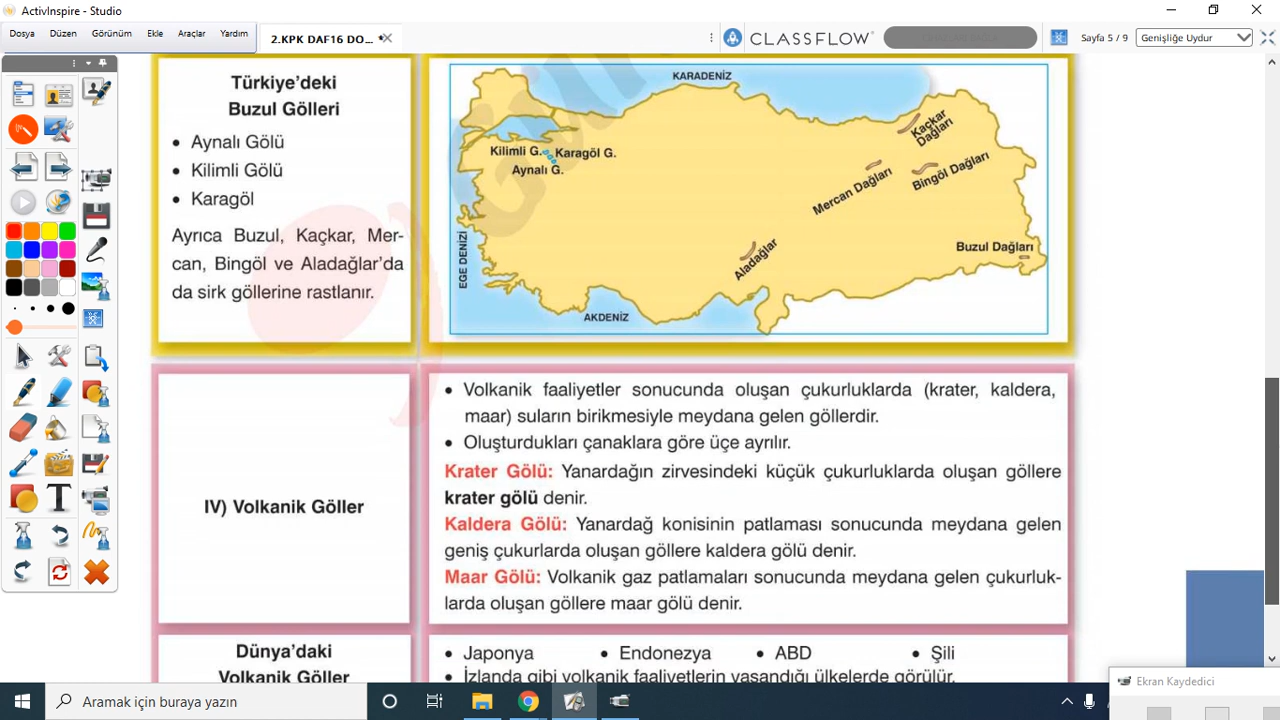 ActivInspire - Studio
Dosya Düzen Görünüm Ekle Araçlar Yardım
2.KPK DAF16 DO...
CLASSFLOW
Sayfa 5 / 9
Genişliğe Uydur
Türkiye'deki
Buzul Gölleri
• Aynalı Gölü
• Kilimli Gölü
• Karagöl
Ayrıca Buzul, Kaçkar, Mer-
can, Bingöl ve Aladağlar'da
da sirk göllerine rastlanır.
KARADENİZ
Kaçkar
Dağları
Kilimli G.
Karagöl G.
Aynalı G.
Mercan Dağları
Bingöl Dağları
EGE DENİZİ
Aladağlar
Buzul Dağları
AKDENİZ
IV) Volkanik Göller
• Volkanik faaliyetler sonucunda oluşan çukurluklarda (krater, kaldera,
maar) suların birikmesiyle meydana gelen göllerdir.
• Oluşturdukları çanaklara göre üçe ayrılır.
Krater Gölü: Yanardağın zirvesindeki küçük çukurluklarda oluşan göllere
krater gölü denir.
Kaldera Gölü: Yanardağ konisinin patlaması sonucunda meydana gelen
geniş çukurlarda oluşan göllere kaldera gölü denir.
Maar Gölü: Volkanik gaz patlamaları sonucunda meydana gelen çukurluk-
larda oluşan göllere maar gölü denir.
Dünya'daki
Volkanik Göller
• Japonya • Endonezya • ABD • Şili
• İzlanda gibi volkanik faaliyetlerin yaşandığı ülkelerde görülür.
Aramak için buraya yazın
Ekran Kaydedici